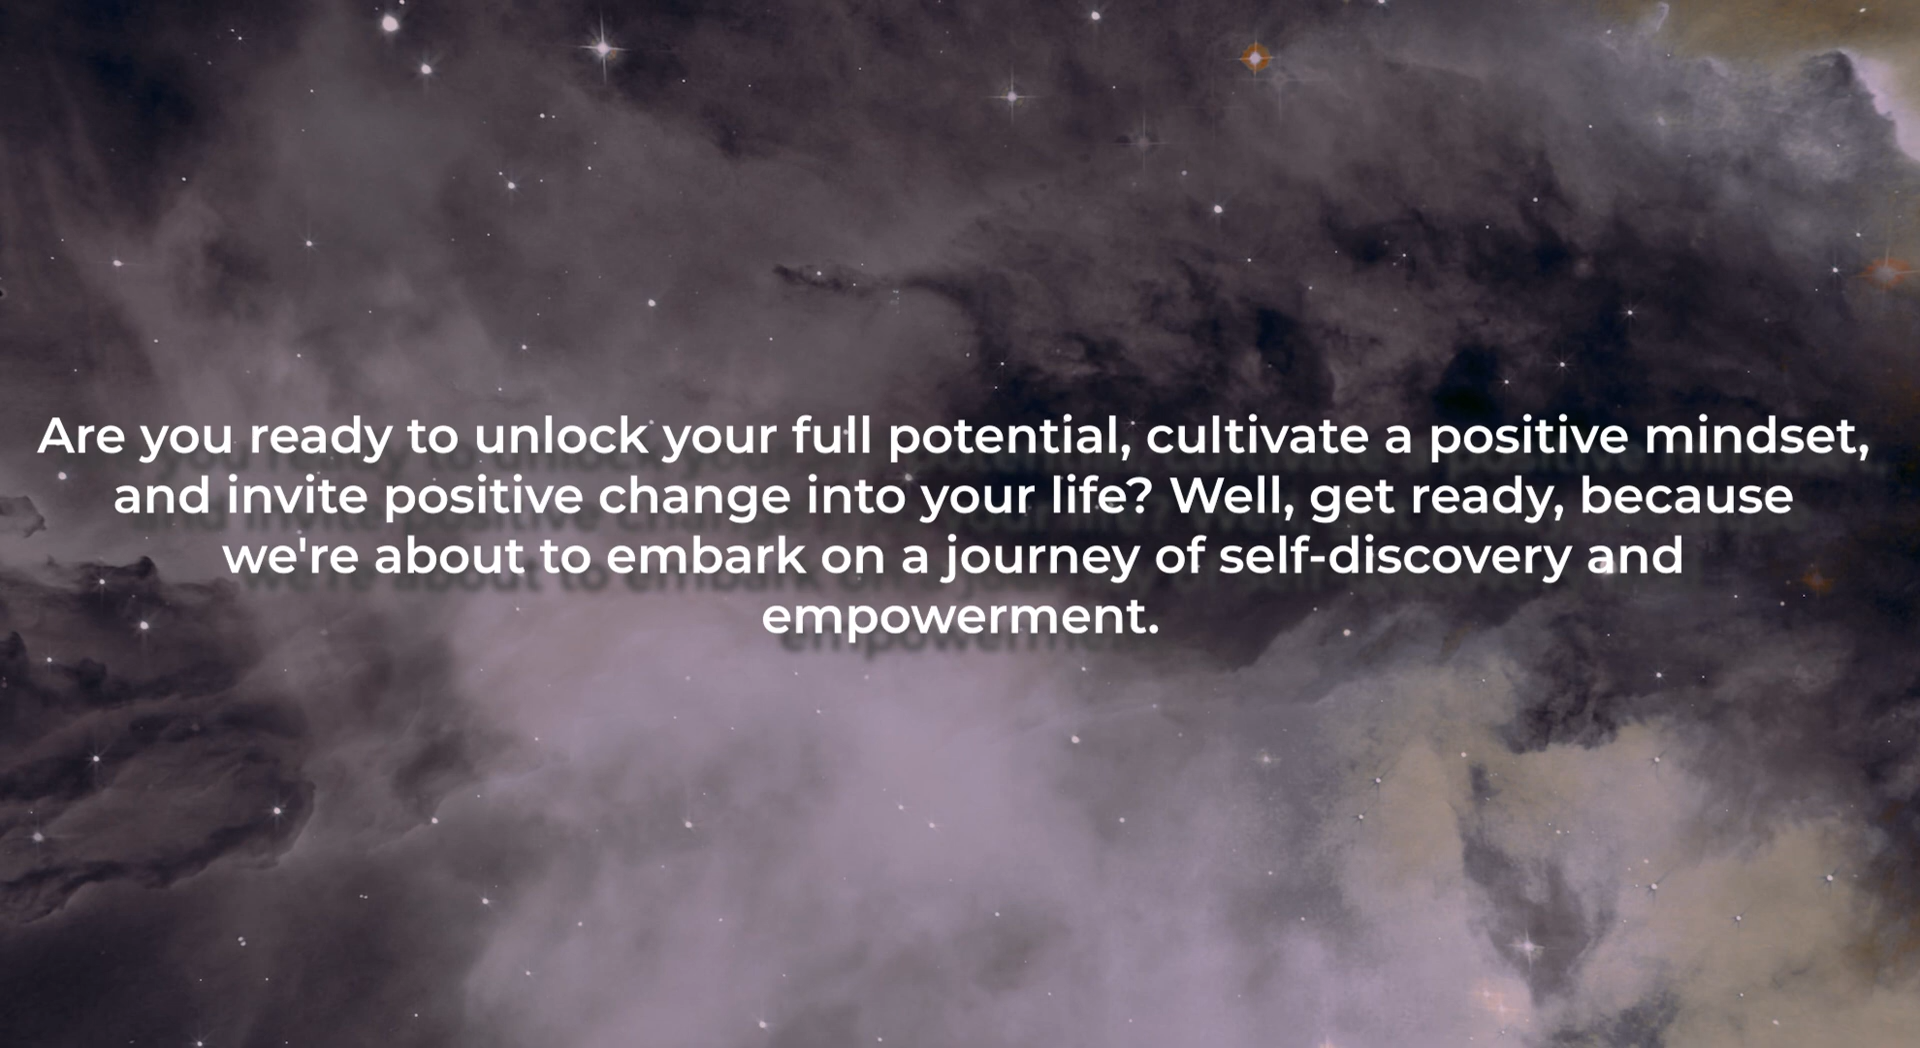 Are you ready to unlock your full potential, cultivate a positive mindset,
and invite positive change into your life? Well, get ready, because
we're about to embark on a journey of self-discovery and
empowerment.